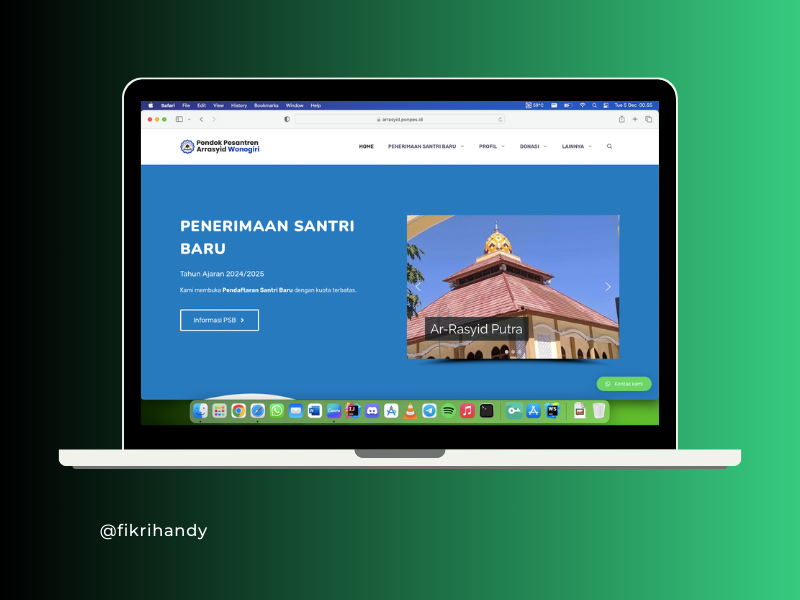 Safari File Edit View History Bookmarks Window Help
59°C Tue 5 Dec 00.55
arrasyid.ponpes.id
Pondok Pesantren
Arrasyid Wonogiri
HOME PENERIMAAN SANTRI BARU PROFIL DONASI LAINNYA
PENERIMAAN SANTRI
BARU
Tahun Ajaran 2024/2025
Kami membuka Pendaftaran Santri Baru dengan kuota terbatas.
Informasi PSB
Ar-Rasyid Putra
Kontak kami
@fikrihandy